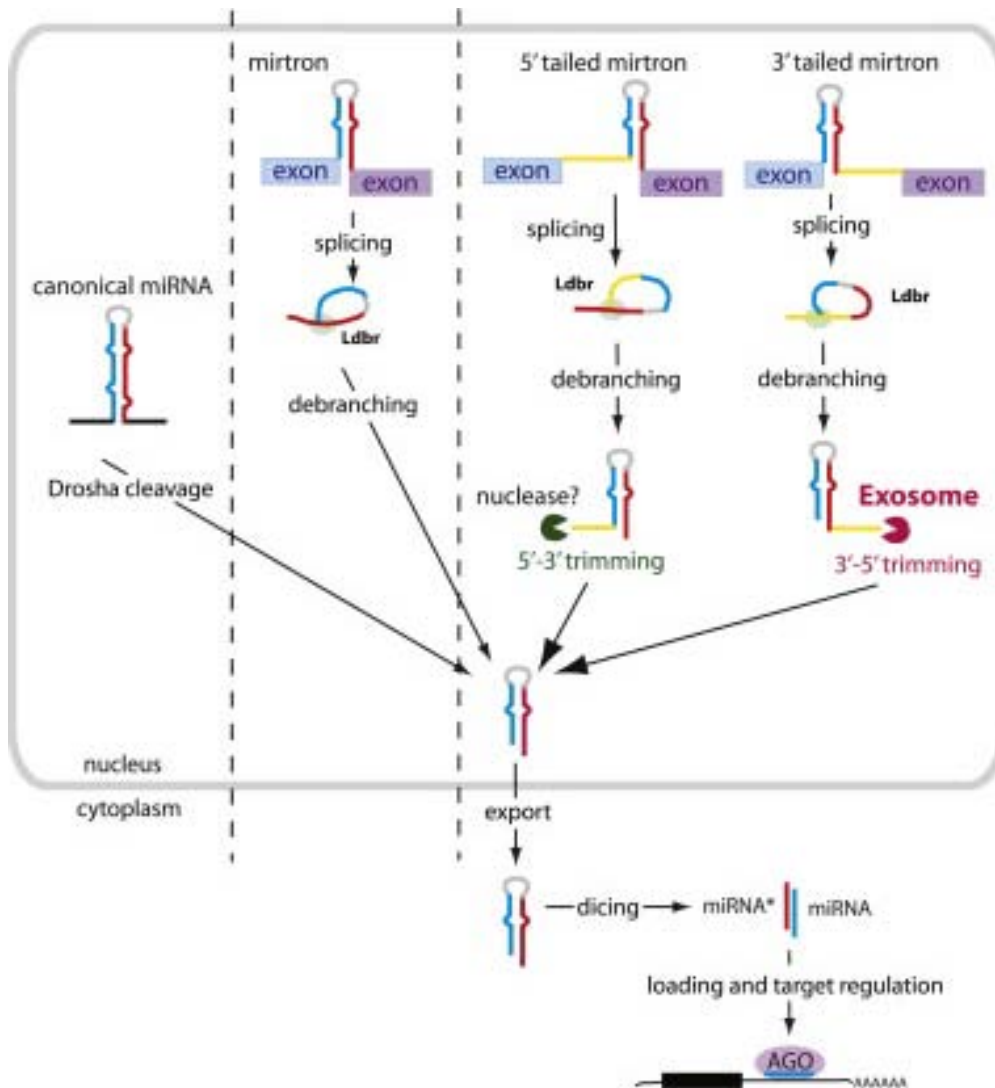 mirtron
5' tailed mirtron
3' tailed mirtron
exon
exon
exon
exon
exon
exon
splicing
splicing
splicing
canonical miRNA
Ldbr
Ldbr
Ldbr
debranching
debranching
debranching
Drosha cleavage
nuclease?
Exosome
5'-3' trimming
3'-5' trimming
nucleus
cytoplasm
export
dicing
miRNA*
miRNA
loading and target regulation
AGO
AAAAAA